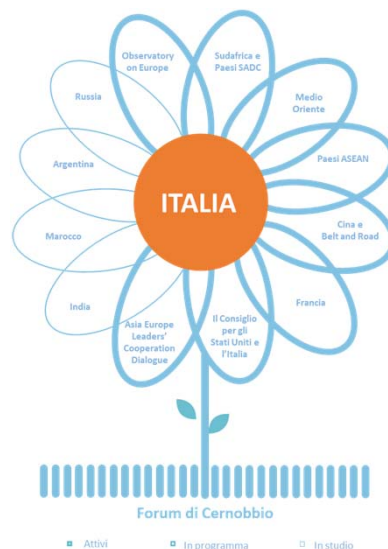 Observatory
on Europe
Sudafrica e
Paesi SADC
Russia
Medio
Oriente
Argentina
Paesi ASEAN
ITALIA
Marocco
Cina e
Belt and Road
India
Francia
Asia Europe
Leaders'
Cooperation
Dialogue
Il Consiglio
per gli
Stati Uniti e
l'Italia
Forum di Cernobbio
Attivi
In programma
In studio